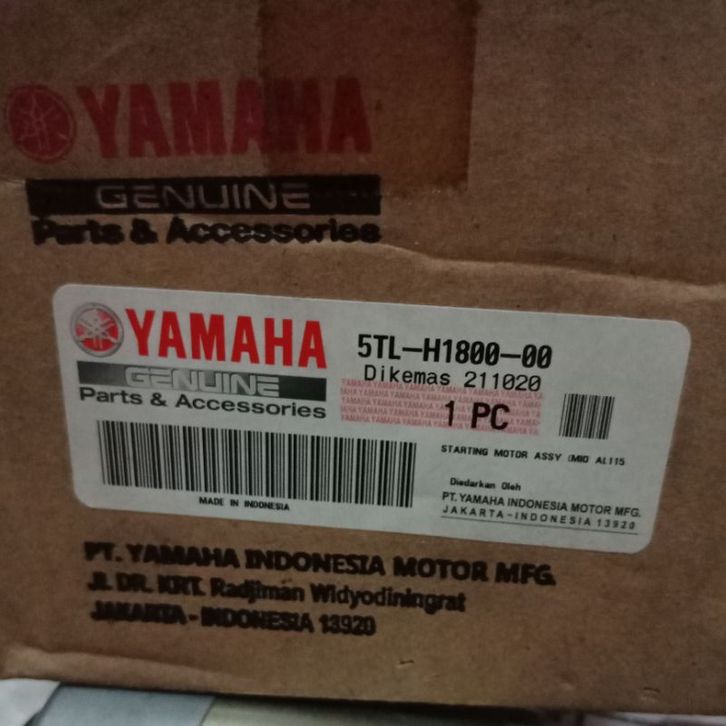 YAMAHA
GENUINE
Parts & Accessories
YAMAHA
GENUINE
Parts & Accessories
5TL-H1800-00
Dikemas 211020
1 PC
STARTING MOTOR ASSY (MIO AL115
MADE IN INDONESIA
Diedarkan Oleh
PT. YAMAHA INDONESIA MOTOR MFG.
JAKARTA-INDONESIA 13920
PT. YAMAHA INDONESIA MOTOR MFG.
Jl. DR. KRT. Radjiman Widyodiningrat
JAKARTA - INDONESIA 13920